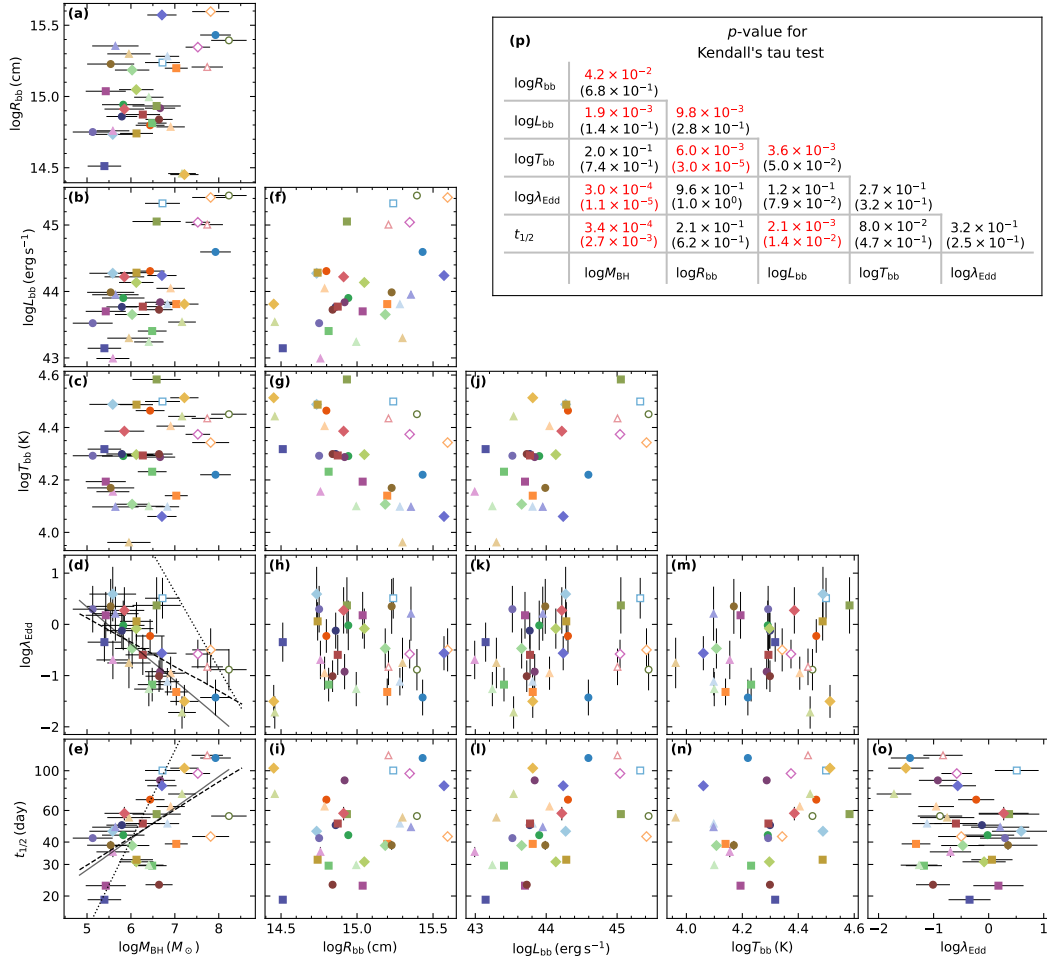 (a)
15.5
15.0
14.5
logR_bb (cm)
(p)
p-value for
Kendall's tau test
logR_bb
4.2 × 10^-2
(6.8 × 10^-1)
logL_bb
1.9 × 10^-3 9.8 × 10^-3
(1.4 × 10^-1) (2.8 × 10^-1)
logT_bb
2.0 × 10^-1 6.0 × 10^-3 3.6 × 10^-3
(7.4 × 10^-1) (3.0 × 10^-5) (5.0 × 10^-2)
logλ_Edd
3.0 × 10^-4 9.6 × 10^-1 1.2 × 10^-1 2.7 × 10^-1
(1.1 × 10^-5) (1.0 × 10^0) (7.9 × 10^-2) (3.2 × 10^-1)
t_1/2
3.4 × 10^-4 2.1 × 10^-1 2.1 × 10^-3 8.0 × 10^-2 3.2 × 10^-1
(2.7 × 10^-3) (6.2 × 10^-1) (1.4 × 10^-2) (4.7 × 10^-1) (2.5 × 10^-1)
logM_BH logR_bb logL_bb logT_bb logλ_Edd
(b) (f)
45
44
43
logL_bb (erg s^-1)
(c) (g) (j)
4.6
4.4
4.2
4.0
logT_bb (K)
(d) (h) (k) (m)
1
0
−1
−2
logλ_Edd
(e) (i) (l) (n) (o)
100
60
40
30
20
t_1/2 (day)
5 6 7 8
14.5 15.0 15.5
43 44 45
4.0 4.2 4.4 4.6
−2 −1 0 1
logM_BH (M_⊙)
logR_bb (cm)
logL_bb (erg s^-1)
logT_bb (K)
logλ_Edd